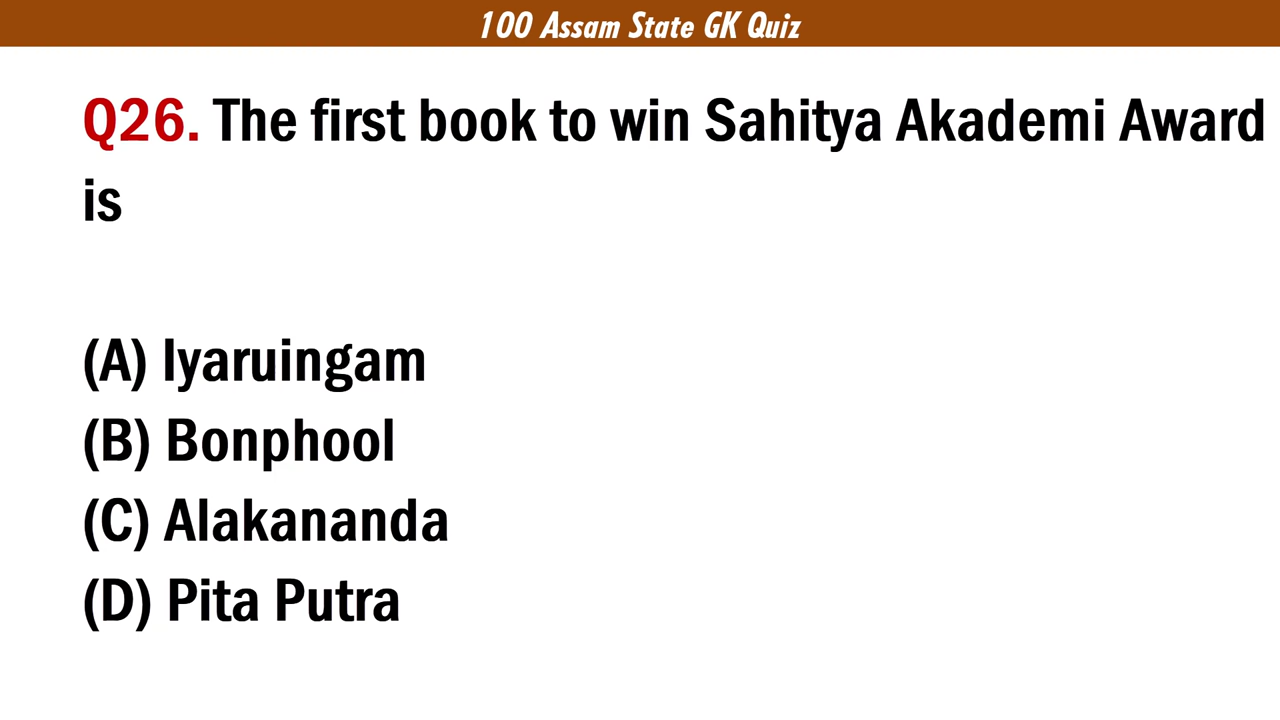 100 Assam State GK Quiz
Q26. The first book to win Sahitya Akademi Award
is
(A) Iyaruingam
(B) Bonphool
(C) Alakananda
(D) Pita Putra